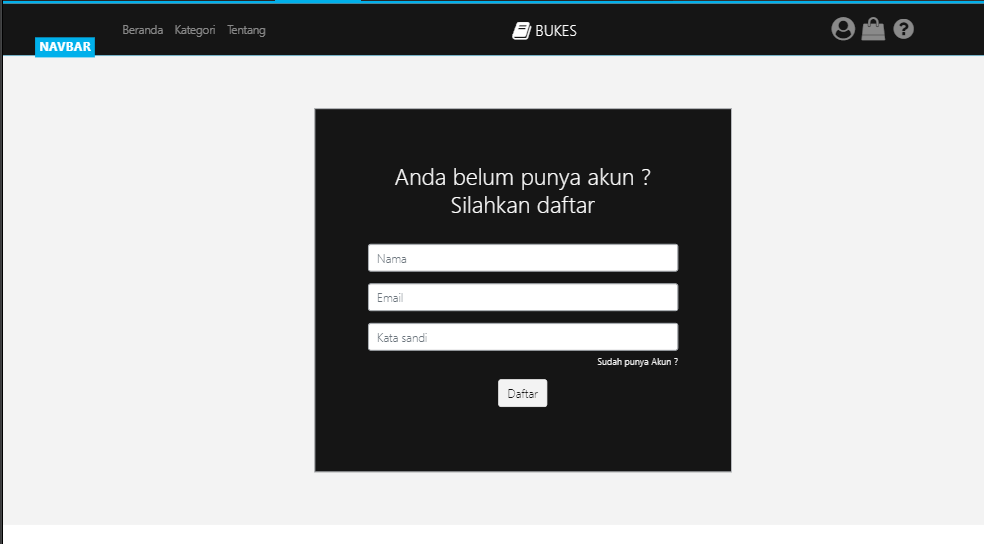 Beranda Kategori Tentang
BUKES
?
NAVBAR
Anda belum punya akun ?
Silahkan daftar
Nama
Email
Kata sandi
Sudah punya Akun ?
Daftar